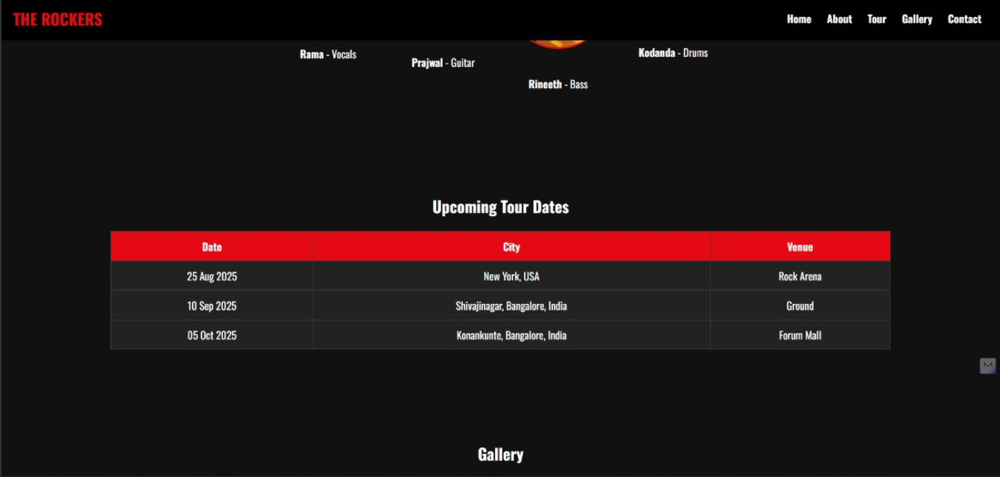 THE ROCKERS Home About Tour Gallery Contact
Rama - Vocals
Prajwal - Guitar
Rineeth - Bass
Kodanda - Drums
Upcoming Tour Dates
Date City Venue
25 Aug 2025 New York, USA Rock Arena
10 Sep 2025 Shivajinagar, Bangalore, India Ground
05 Oct 2025 Konankunte, Bangalore, India Forum Mall
Gallery